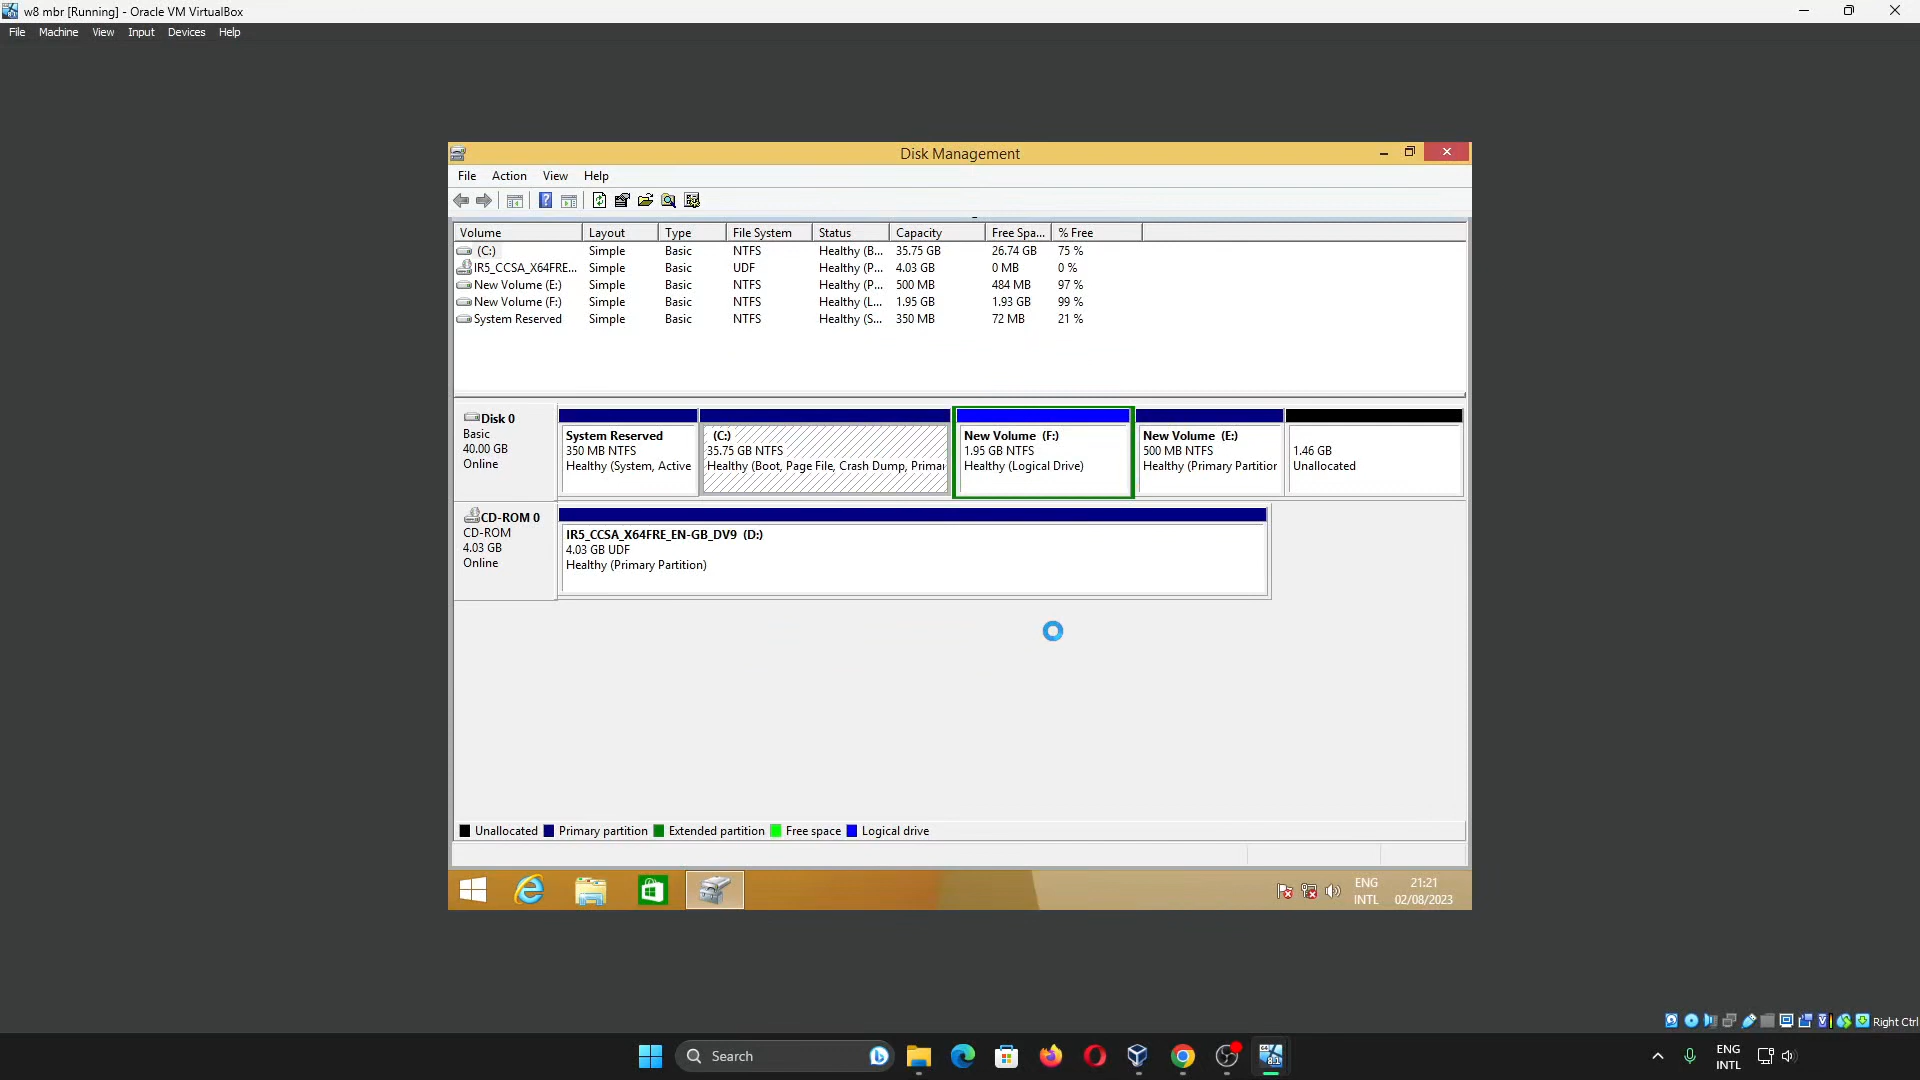 w8 mbr [Running] - Oracle VM VirtualBox
File Machine View Input Devices Help
Disk Management
File Action View Help
Volume Layout Type File System Status Capacity Free Spa... % Free
(C:) Simple Basic NTFS Healthy (B... 35.75 GB 26.74 GB 75 %
IR5_CCSA_X64FRE... Simple Basic UDF Healthy (P... 4.03 GB 0 MB 0 %
New Volume (E:) Simple Basic NTFS Healthy (P... 500 MB 484 MB 97 %
New Volume (F:) Simple Basic NTFS Healthy (L... 1.95 GB 1.93 GB 99 %
System Reserved Simple Basic NTFS Healthy (S... 350 MB 72 MB 21 %
Disk 0
Basic
40.00 GB
Online
System Reserved
350 MB NTFS
Healthy (System, Active
(C:)
35.75 GB NTFS
Healthy (Boot, Page File, Crash Dump, Primar
New Volume (F:)
1.95 GB NTFS
Healthy (Logical Drive)
New Volume (E:)
500 MB NTFS
Healthy (Primary Partitior
1.46 GB
Unallocated
CD-ROM 0
CD-ROM
4.03 GB
Online
IR5_CCSA_X64FRE_EN-GB_DV9 (D:)
4.03 GB UDF
Healthy (Primary Partition)
Unallocated Primary partition Extended partition Free space Logical drive
ENG
INTL
21:21
02/08/2023
Right Ctrl
Search
ENG
INTL